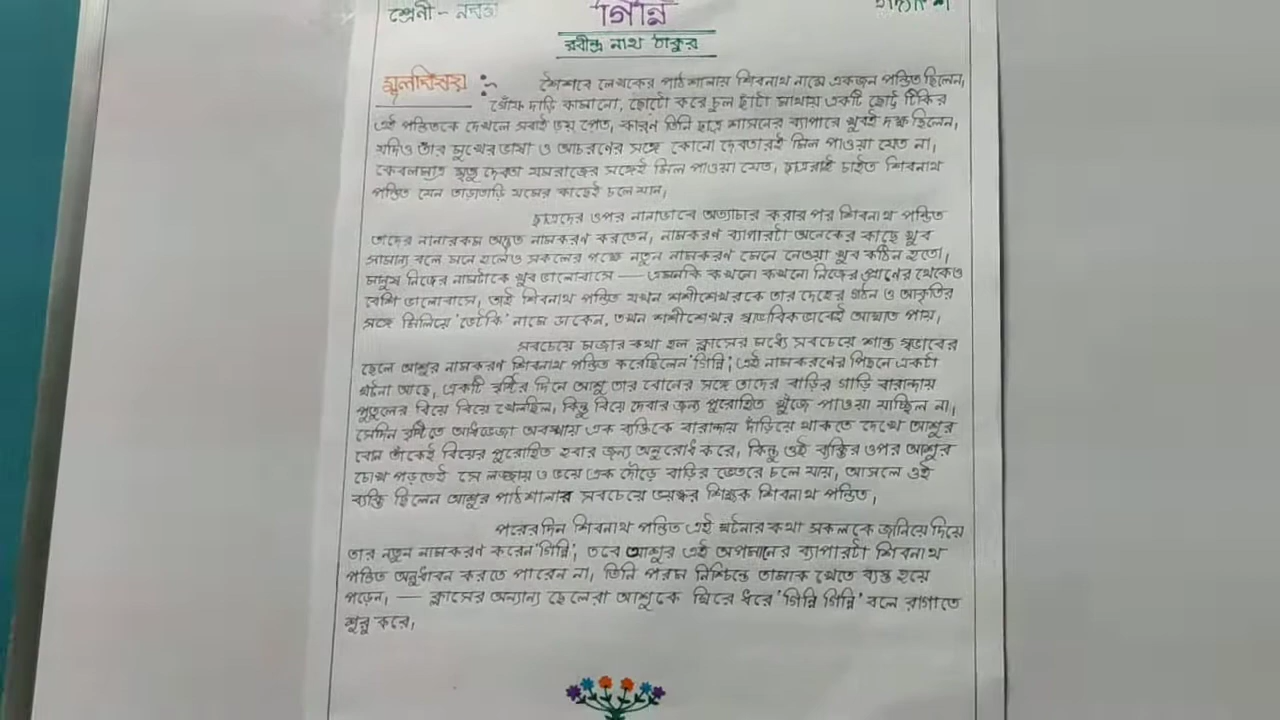 শ্রেণী - নবম
গিন্নি
গদ্যাংশ
রবীন্দ্র নাথ ঠাকুর
মূলবিষয় :- শৈশবে লেখকের পাঠশালায় শিবনাথ নামে একজন পন্ডিত ছিলেন,
গোঁফ দাড়ি কামানো, ছোটো করে চুল ছাঁটা মাথায় একটি ছোট্ট টিকির
এই পন্ডিতকে দেখলে সবাই ভয় পেত, কারণ তিনি ছাত্র শাসনের ব্যাপারে খুবই দক্ষ ছিলেন,
যদিও তাঁর মুখের ভাষা ও আচরণের সঙ্গে কোনো দেবতারই মিল পাওয়া যেত না,
কেবলমাত্র মৃত্যু দেবতা যমরাজের সঙ্গেই মিল পাওয়া যেত, ছাত্ররাই চাইত শিবনাথ
পন্ডিত যেন তাড়াতাড়ি যমের কাছেই চলে যান,
ছাত্রদের ওপর নানাভাবে অত্যাচার করার পর শিবনাথ পন্ডিত
তাদের নানারকম অদ্ভুত নামকরণ করতেন, নামকরণ ব্যাপারটা অনেকের কাছে খুব
সামান্য বলে মনে হলেও সকলের পক্ষে নতুন নামকরণ মেনে নেওয়া খুব কঠিন হতো,
মানুষ নিজের নামটাকে খুব ভালোবাসে — এমনকি কখনো কখনো নিজের প্রাণের থেকেও
বেশি ভালোবাসে, তাই শিবনাথ পন্ডিত যখন শশীশেখরকে তার দেহের গঠন ও আকৃতির
সঙ্গে মিলিয়ে 'ভেটকি' নামে ডাকেন, তখন শশীশেখর স্বাভাবিকভাবেই আঘাত পায়,
সবচেয়ে মজার কথা হল ক্লাসের মধ্যে সবচেয়ে শান্ত স্বভাবের
ছেলে আশুর নামকরণ শিবনাথ পন্ডিত করেছিলেন 'গিন্নি', এই নামকরণের পিছনে একটা
ঘটনা আছে, একটি বৃষ্টির দিনে আশু তার বোনের সঙ্গে তাদের বাড়ির গাড়ি বারান্দায়
পুতুলের বিয়ে বিয়ে খেলছিল, কিন্তু বিয়ে দেবার জন্য পুরোহিত খুঁজে পাওয়া যাচ্ছিল না,
সেদিন বৃষ্টিতে আধভেজা অবস্থায় এক ব্যক্তিকে বারান্দায় দাঁড়িয়ে থাকতে দেখে আশুর
বোন তাঁকেই বিয়ের পুরোহিত হবার জন্য অনুরোধ করে, কিন্তু ওই ব্যক্তির ওপর আশুর
চোখ পড়তেই সে লজ্জায় ও ভয়ে এক দৌড়ে বাড়ির ভেতরে চলে যায়, আসলে ওই
ব্যক্তি ছিলেন আশুর পাঠশালার সবচেয়ে ভয়ঙ্কর শিক্ষক শিবনাথ পন্ডিত,
পরের দিন শিবনাথ পন্ডিত এই ঘটনার কথা সকলকে জানিয়ে দিয়ে
তার নতুন নামকরণ করেন 'গিন্নি', তবে আশুর এই অপমানের ব্যাপারটা শিবনাথ
পন্ডিত অনুধাবন করতে পারেন না, তিনি পরম নিশ্চিন্তে তামাক খেতে ব্যস্ত হয়ে
পড়েন, — ক্লাসের অন্যান্য ছেলেরা আশুকে ঘিরে ধরে 'গিন্নি গিন্নি' বলে রাগাতে
শুরু করে,